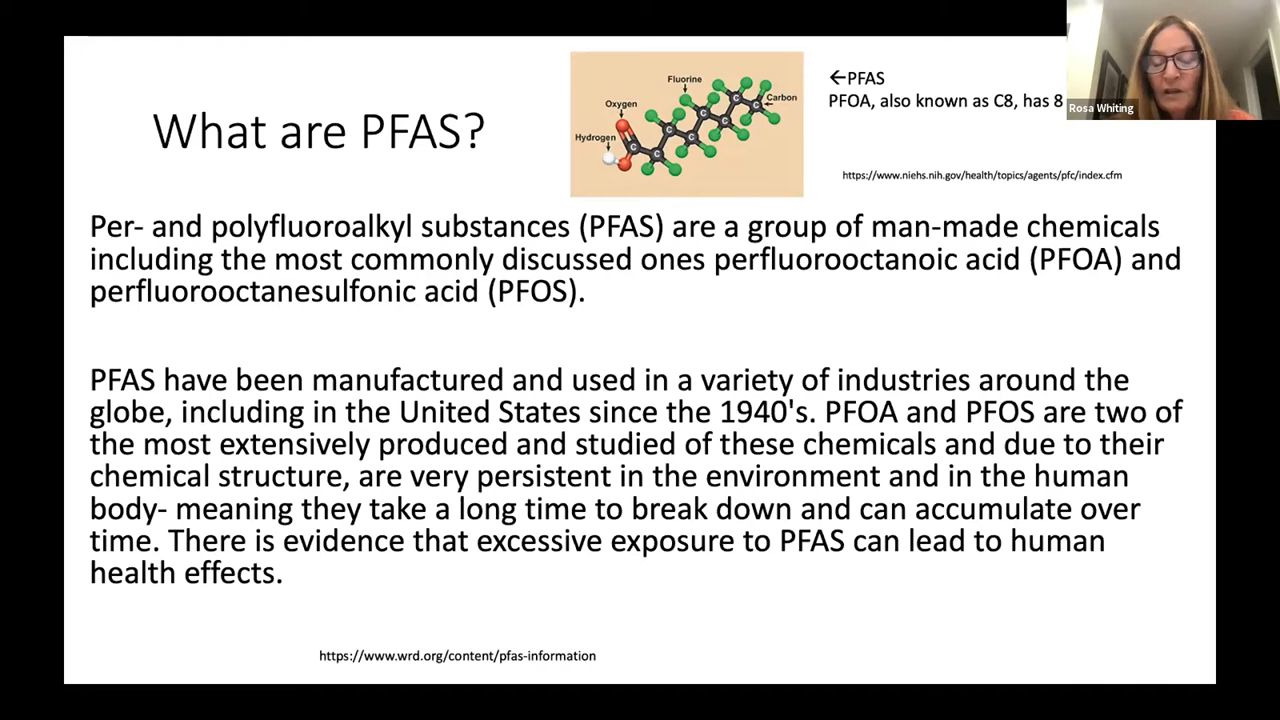 What are PFAS?
Fluorine
Oxygen
Carbon
Hydrogen
C
C
C
C
C
C
C
C
←PFAS
PFOA, also known as C8, has 8
Rosa Whiting
https://www.niehs.nih.gov/health/topics/agents/pfc/index.cfm
Per- and polyfluoroalkyl substances (PFAS) are a group of man-made chemicals
including the most commonly discussed ones perfluorooctanoic acid (PFOA) and
perfluorooctanesulfonic acid (PFOS).
PFAS have been manufactured and used in a variety of industries around the
globe, including in the United States since the 1940's. PFOA and PFOS are two of
the most extensively produced and studied of these chemicals and due to their
chemical structure, are very persistent in the environment and in the human
body- meaning they take a long time to break down and can accumulate over
time. There is evidence that excessive exposure to PFAS can lead to human
health effects.
https://www.wrd.org/content/pfas-information